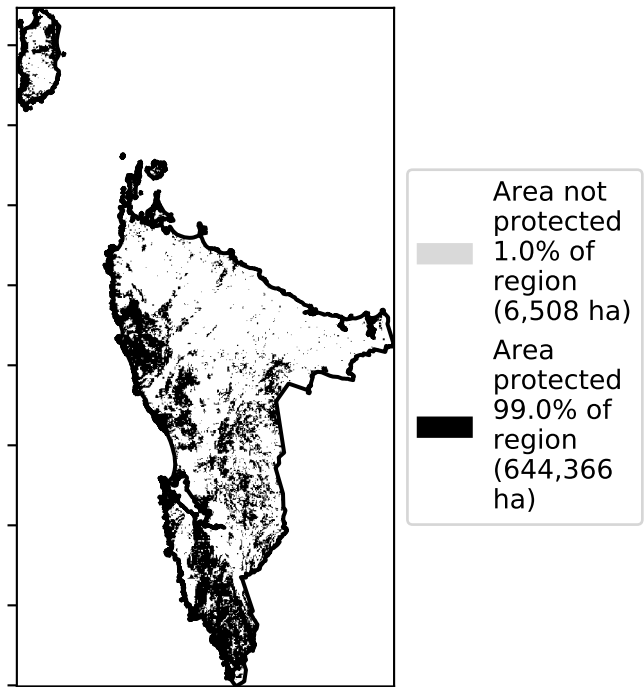 Area not
protected
1.0% of
region
(6,508 ha)
Area
protected
99.0% of
region
(644,366
ha)